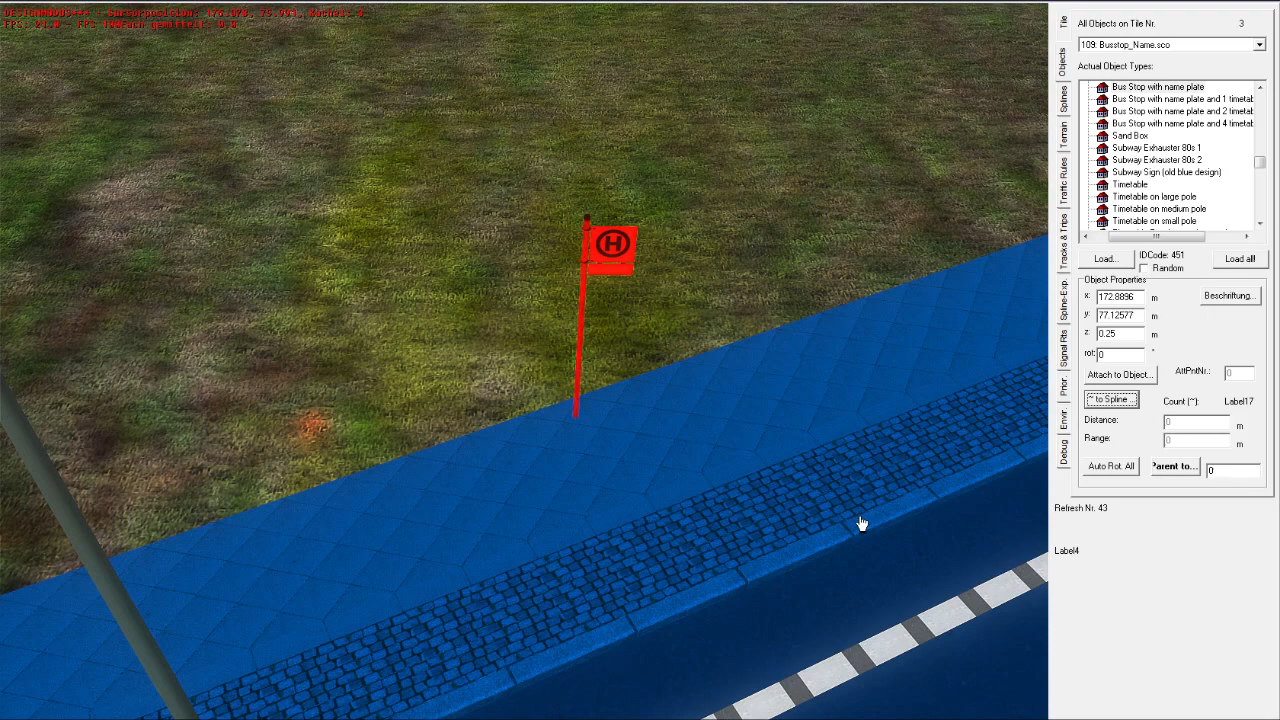 Tile
All Objects on Tile Nr.
3
109: Busstop_Name.sco
Objects
Actual Object Types:
Bus Stop with name plate
Bus Stop with name plate and 1 timetab
Bus Stop with name plate and 2 timetab
Bus Stop with name plate and 4 timetab
Sand Box
Subway Exhauster 80s 1
Subway Exhauster 80s 2
Subway Sign (old blue design)
Timetable
Timetable on large pole
Timetable on medium pole
Timetable on small pole
Splines
Terrain
Traffic Rules
Tracks & Trips
Spline-Exp.
Signal Rts
Prior.
Envir.
Debug
Load...
IDCode: 451
Random
Load all!
Object Properties
x: 172.8896 m
Beschriftung...
y: 77.12577 m
z: 0.25 m
rot: 0 °
Attach to Object...
AttPntNr.: 0
~ to Spline...
Count (~): Label17
Distance: 0 m
Range: 0 m
Auto Rot. All
Parent to...
0
Refresh Nr. 43
Label4
H